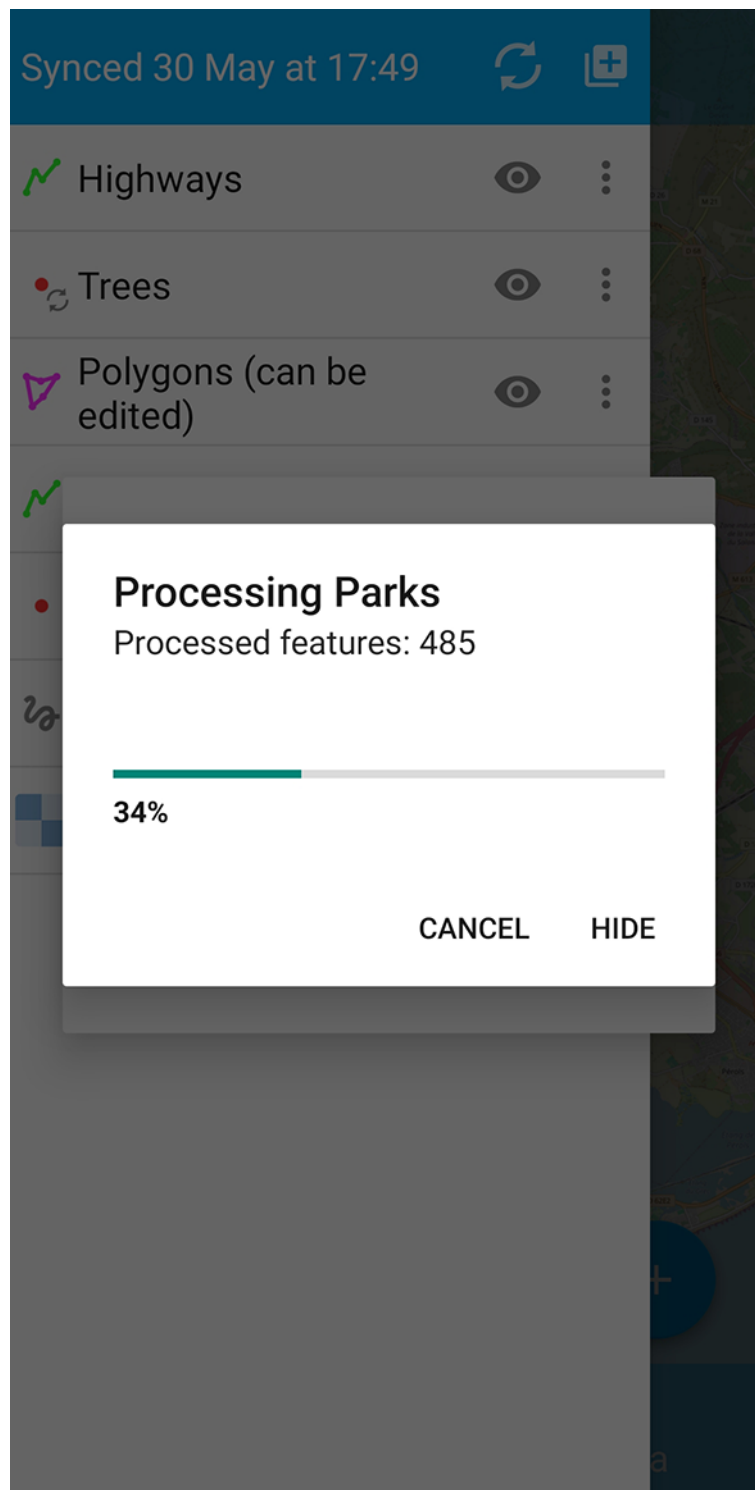 Synced 30 May at 17:49
Highways
Trees
Polygons (can be
edited)
Processing Parks
Processed features: 485
34%
CANCEL
HIDE
a